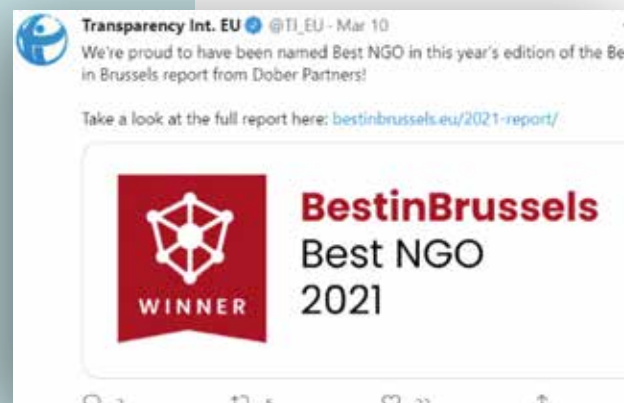 Transparency Int. EU @TI_EU · Mar 10
We're proud to have been named Best NGO in this year's edition of the Be
in Brussels report from Dober Partners!
Take a look at the full report here: bestinbrussels.eu/2021-report/
BestinBrussels
Best NGO
2021
WINNER